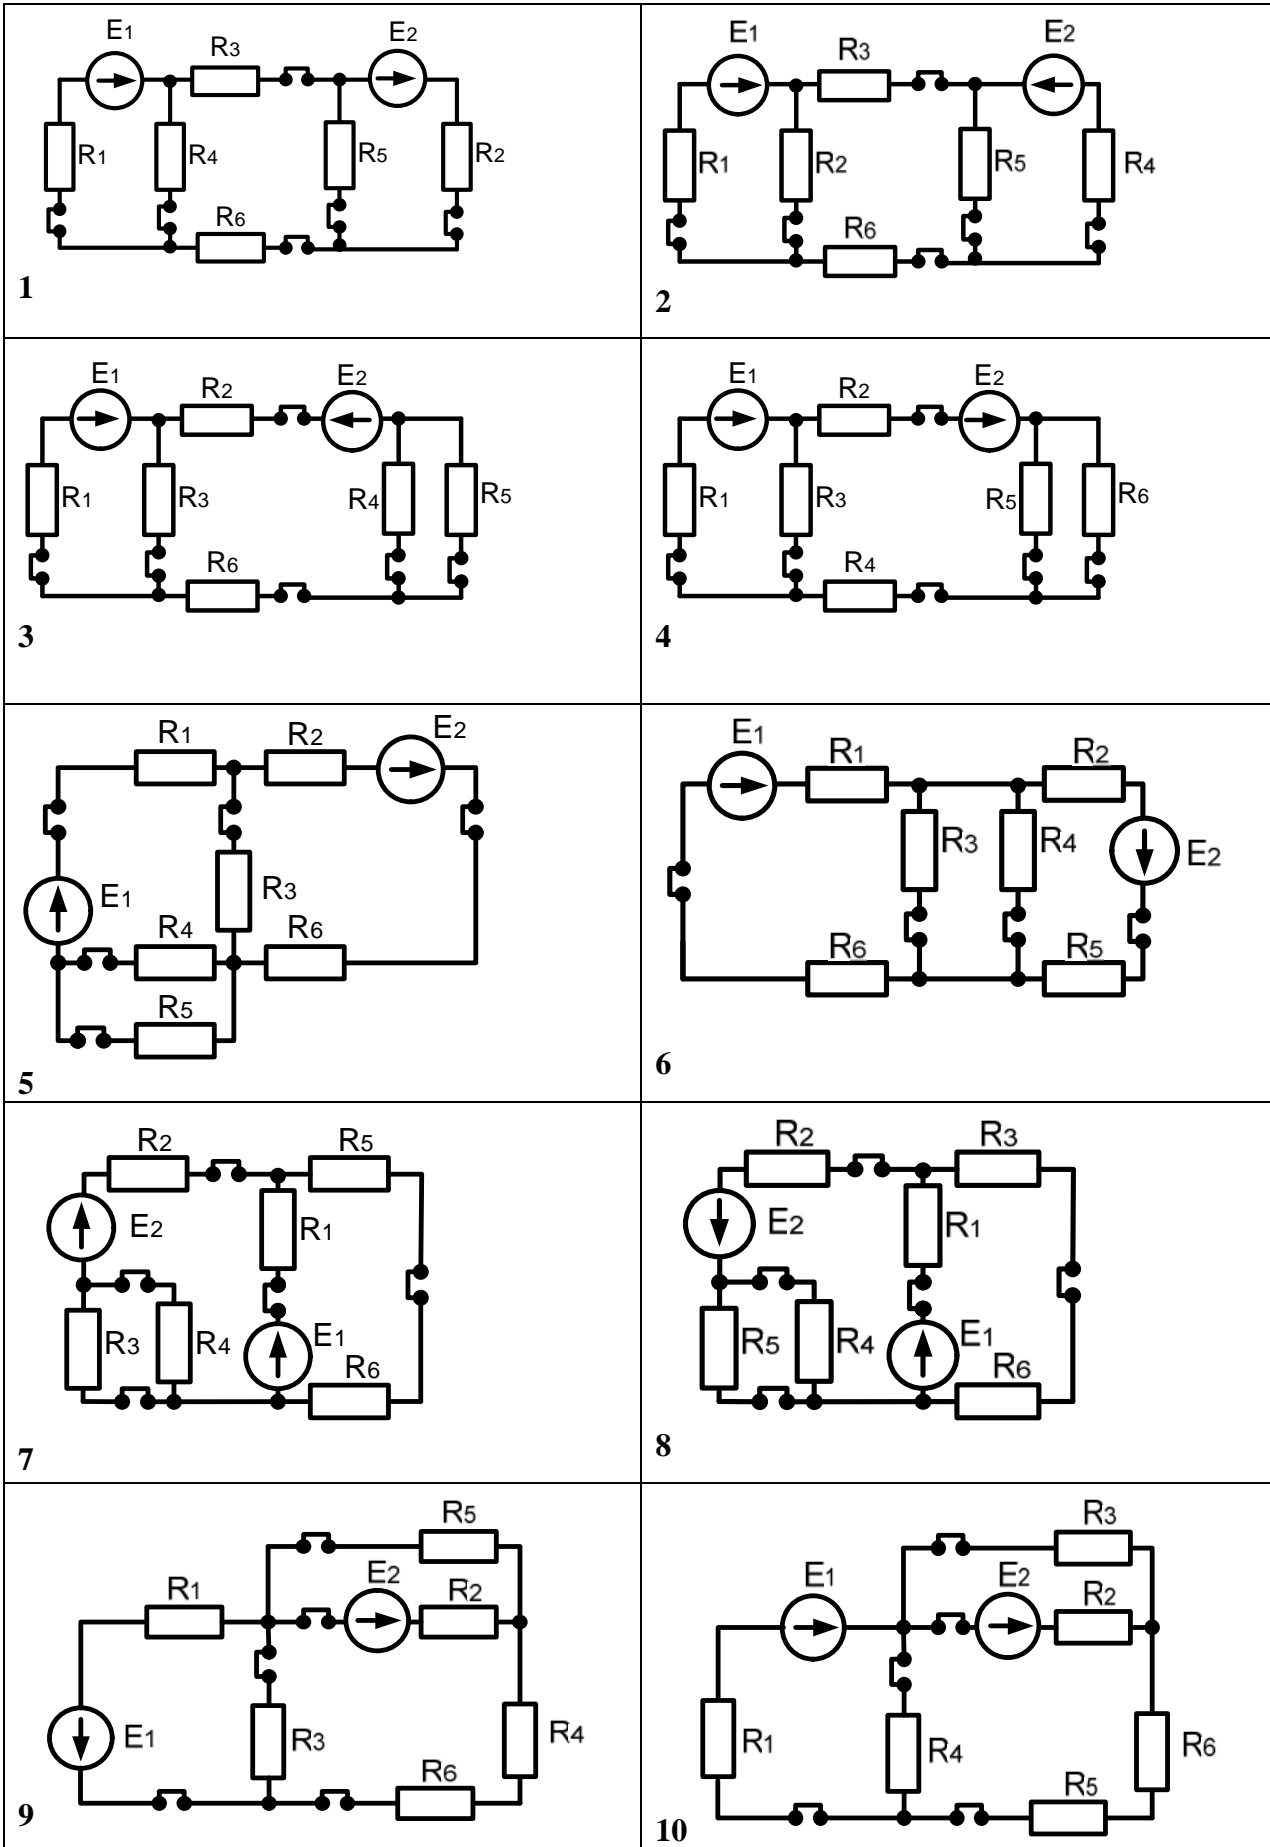 E1 R3 E2
R1 R4 R5 R2
R6
1
E1 R3 E2
R1 R2 R5 R4
R6
2
E1 R2 E2
R1 R3 R4 R5
R6
3
E1 R2 E2
R1 R3 R5 R6
R4
4
R1 R2 E2
R3
E1
R4 R6
R5
5
E1 R1 R2
R3 R4 E2
R6 R5
6
R2 R5
E2 R1
R3 R4 E1
R6
7
R2 R3
E2 R1
R5 R4 E1
R6
8
R5
R1 E2 R2
E1 R3 R4
R6
9
R3
E1 E2 R2
R1 R4 R6
R5
10